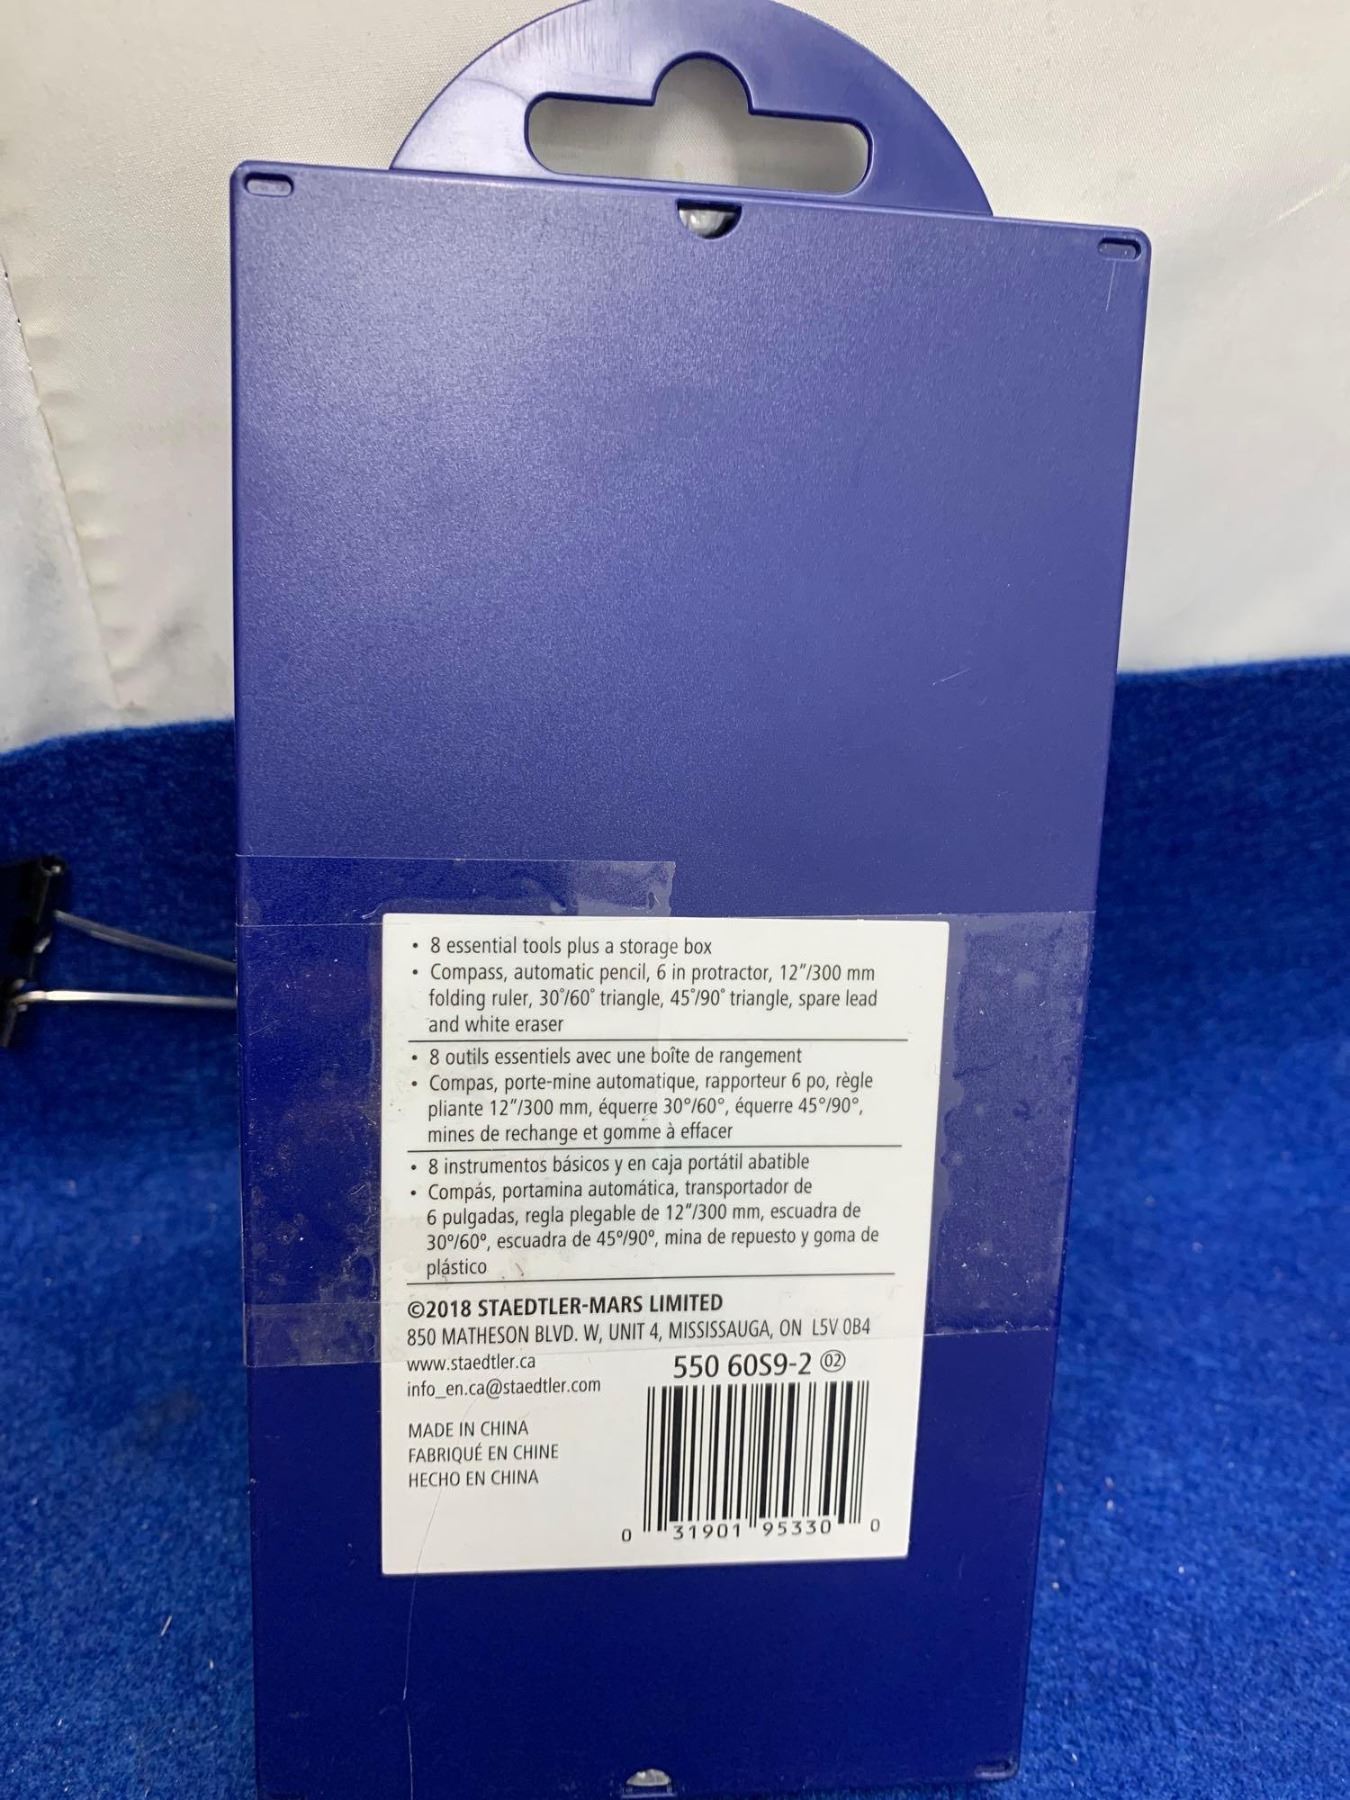 • 8 essential tools plus a storage box
• Compass, automatic pencil, 6 in protractor, 12"/300 mm
folding ruler, 30°/60° triangle, 45°/90° triangle, spare lead
and white eraser
• 8 outils essentiels avec une boîte de rangement
• Compas, porte-mine automatique, rapporteur 6 po, règle
pliante 12"/300 mm, équerre 30°/60°, équerre 45°/90°,
mines de rechange et gomme à effacer
• 8 instrumentos básicos y en caja portátil abatible
• Compás, portamina automática, transportador de
6 pulgadas, regla plegable de 12"/300 mm, escuadra de
30º/60º, escuadra de 45º/90º, mina de repuesto y goma de
plástico
©2018 STAEDTLER-MARS LIMITED
850 MATHESON BLVD. W, UNIT 4, MISSISSAUGA, ON L5V 0B4
www.staedtler.ca
info_en.ca@staedtler.com
550 60S9-2 02
MADE IN CHINA
FABRIQUÉ EN CHINE
HECHO EN CHINA
0 31901 95330 0